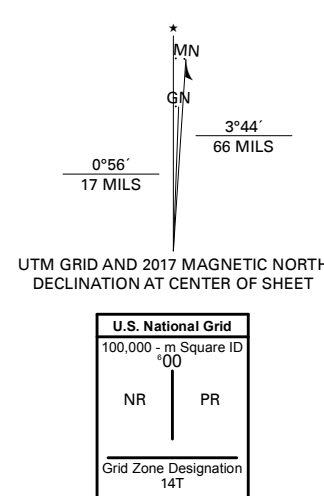 ★
MN
GN
3°44´
66 MILS
0°56´
17 MILS
UTM GRID AND 2017 MAGNETIC NORTH
DECLINATION AT CENTER OF SHEET
U.S. National Grid
100,000 - m Square ID
⁶00
NR PR
Grid Zone Designation
14T